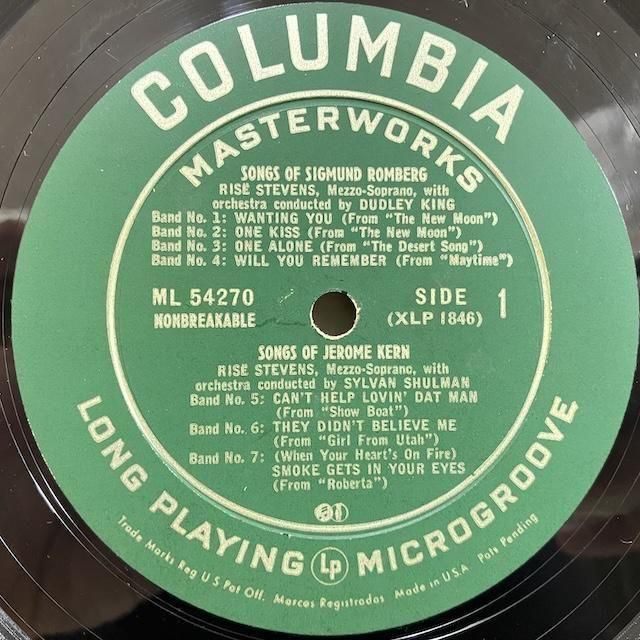 COLUMBIA
MASTERWORKS
SONGS OF SIGMUND ROMBERG
RISË STEVENS, Mezzo-Soprano, with
orchestra conducted by DUDLEY KING
Band No. 1: WANTING YOU (From "The New Moon")
Band No. 2: ONE KISS (From "The New Moon")
Band No. 3: ONE ALONE (From "The Desert Song")
Band No. 4: WILL YOU REMEMBER (From "Maytime")
ML 54270
NONBREAKABLE
SIDE 1
(XLP 1846)
SONGS OF JEROME KERN
RISË STEVENS, Mezzo-Soprano, with
orchestra conducted by SYLVAN SHULMAN
Band No. 5: CAN'T HELP LOVIN' DAT MAN
(From "Show Boat")
Band No. 6: THEY DIDN'T BELIEVE ME
(From "Girl From Utah")
Band No. 7: (When Your Heart's On Fire)
SMOKE GETS IN YOUR EYES
(From "Roberta")
LONG PLAYING LP MICROGROOVE
Trade Marks Reg U S Pat Off. Marcas Registradas Made in U.S.A Pats Pending